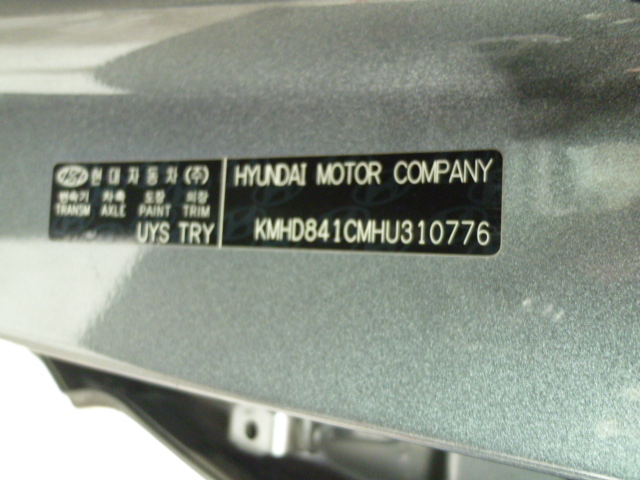 현대자동차(주)
변속기 차축 도장 의장
TRANSM AXLE PAINT TRIM
UYS TRY
HYUNDAI MOTOR COMPANY
KMHD841CMHU310776